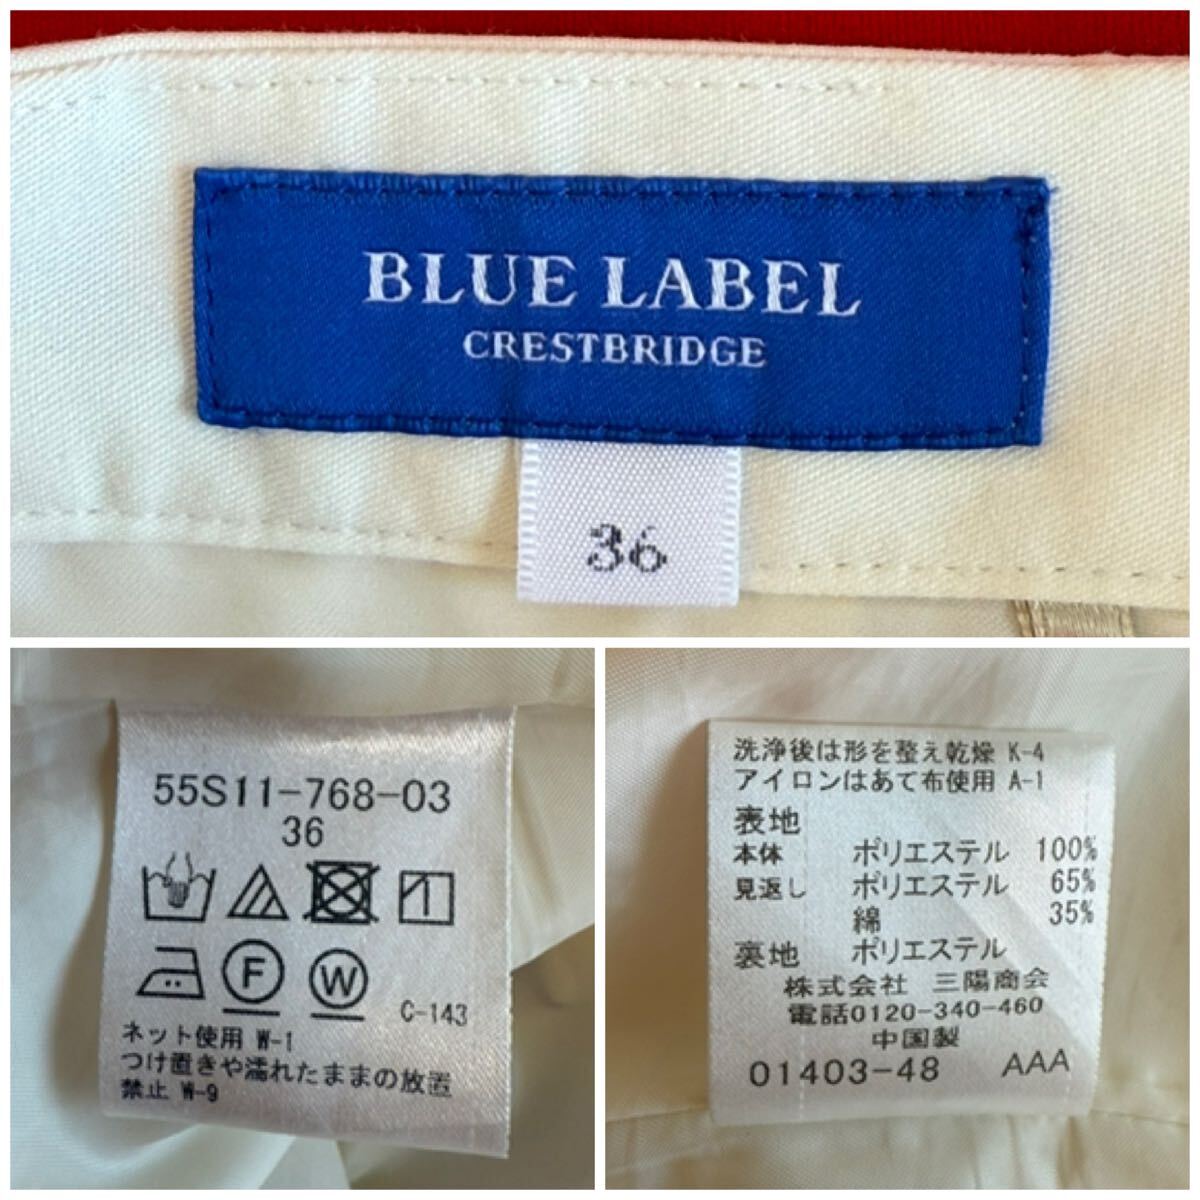 BLUE LABEL
CRESTBRIDGE
36
55S11-768-03
36
F
W
C-143
ネット使用 W-1
つけ置きや濡れたままの放置
禁止 W-9
洗浄後は形を整え乾燥 K-4
アイロンはあて布使用 A-1
表地
本体 ポリエステル 100%
見返し ポリエステル 65%
綿 35%
裏地 ポリエステル
株式会社 三陽商会
電話0120-340-460
中国製
01403-48 AAA